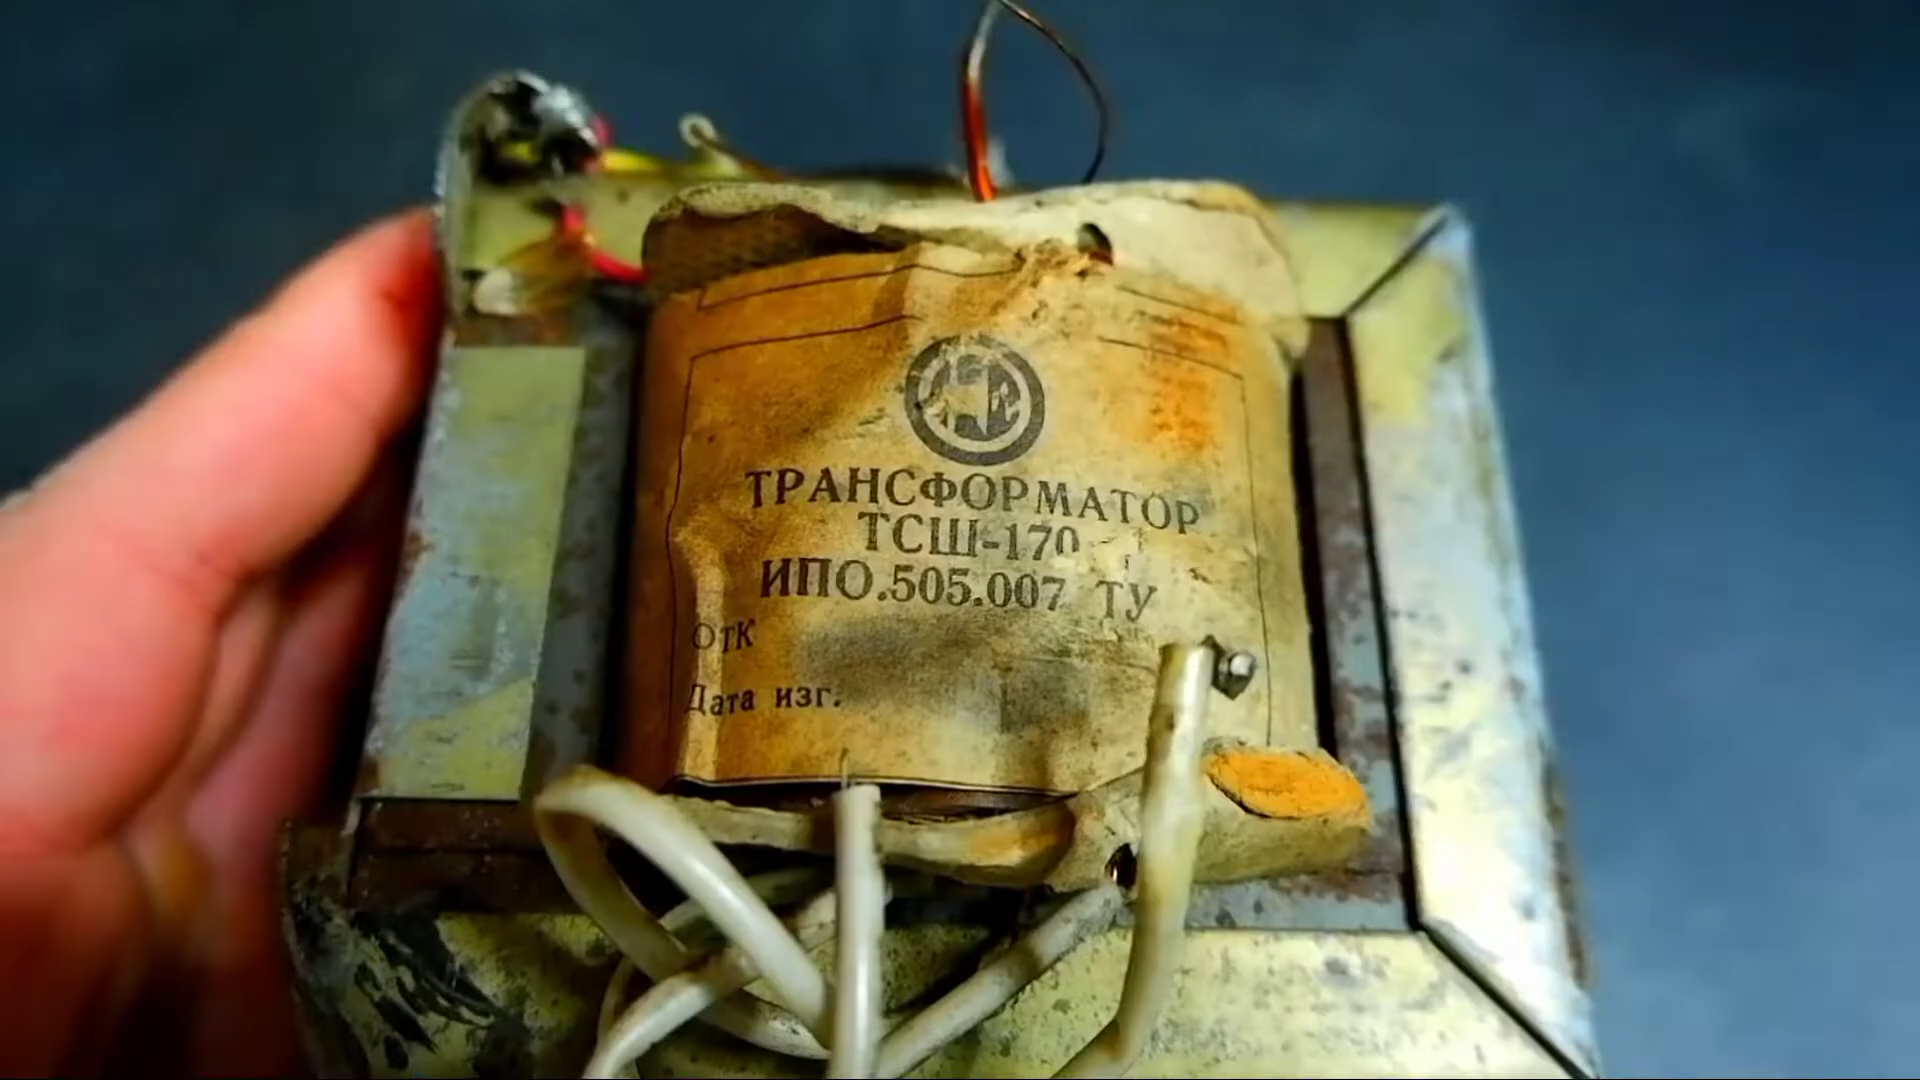 ТРАНСФОРМАТОР
ТСШ-170
ИПО.505.007 ТУ
ОТК
Дата изг.